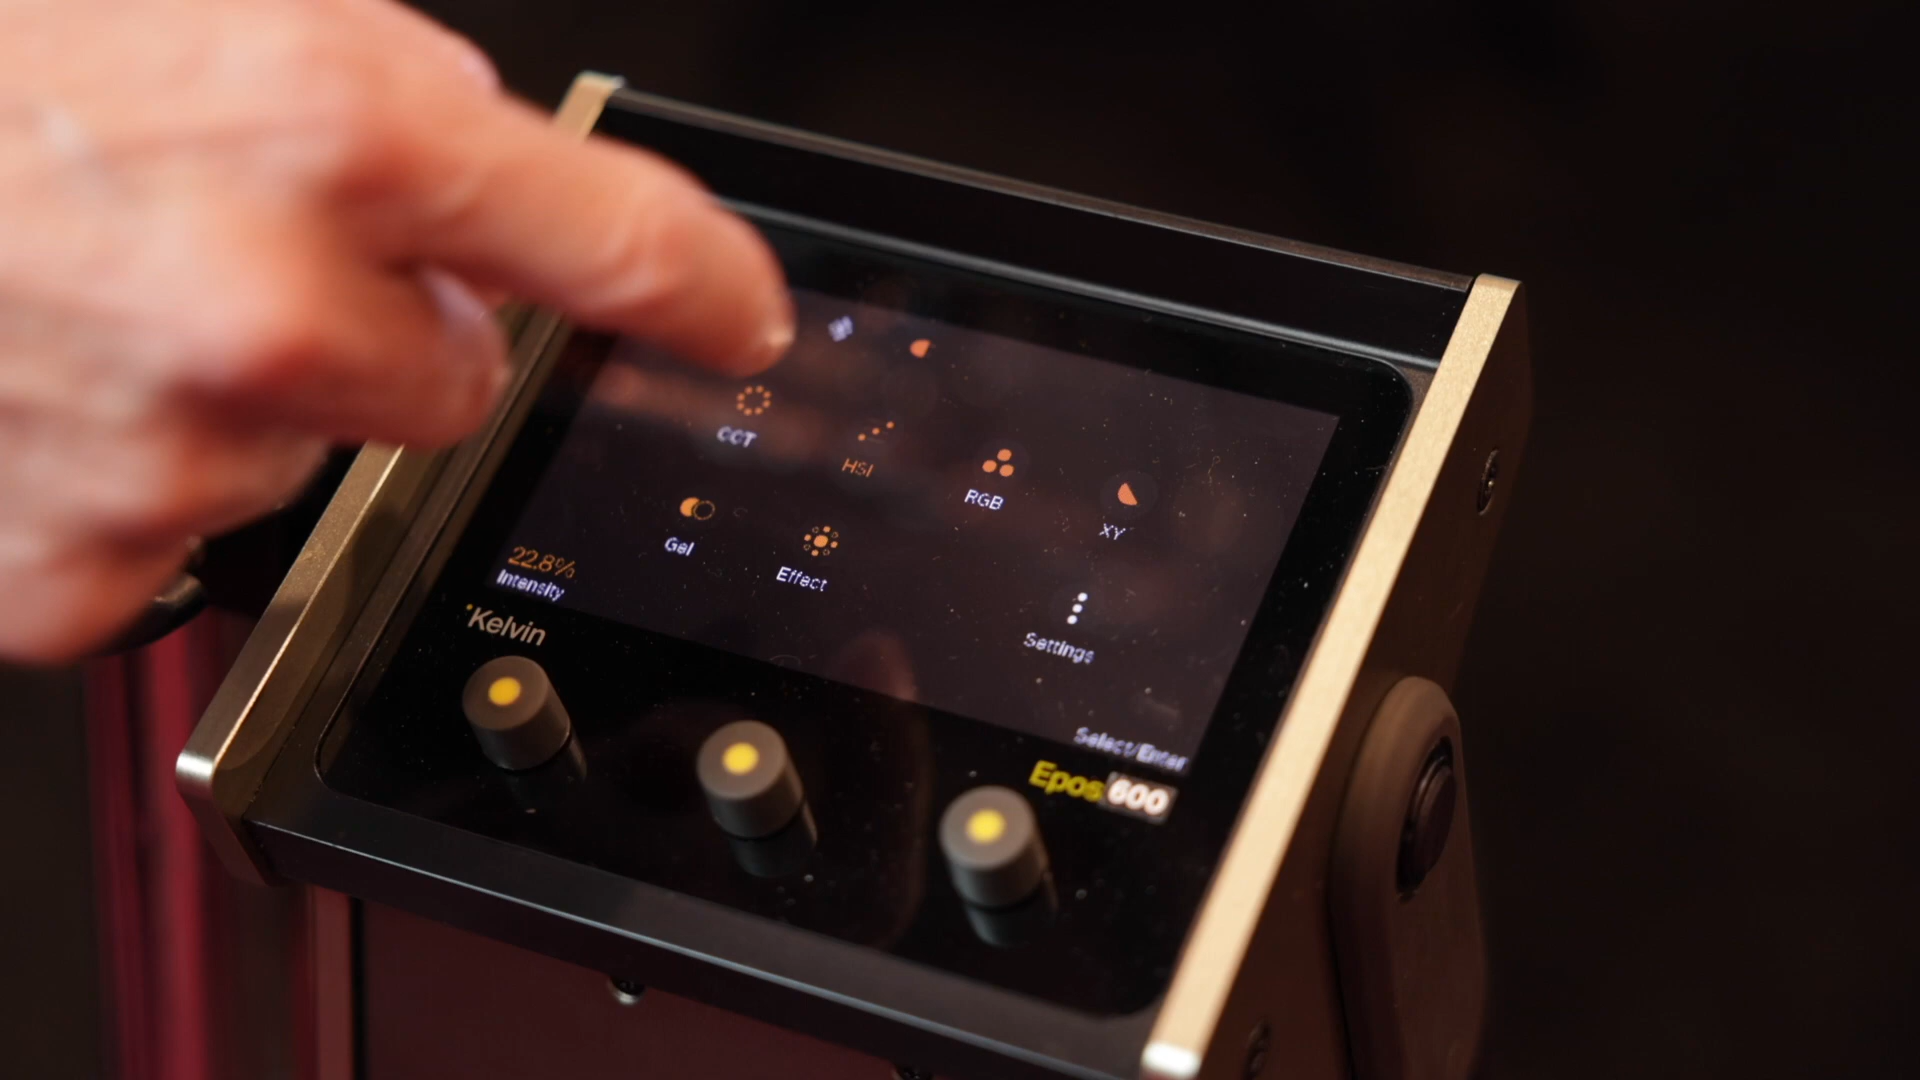 CCT
HSI
RGB
XY
Gel
Effect
Settings
22.8%
Intensity
Select/Enter
Kelvin
Epos 600